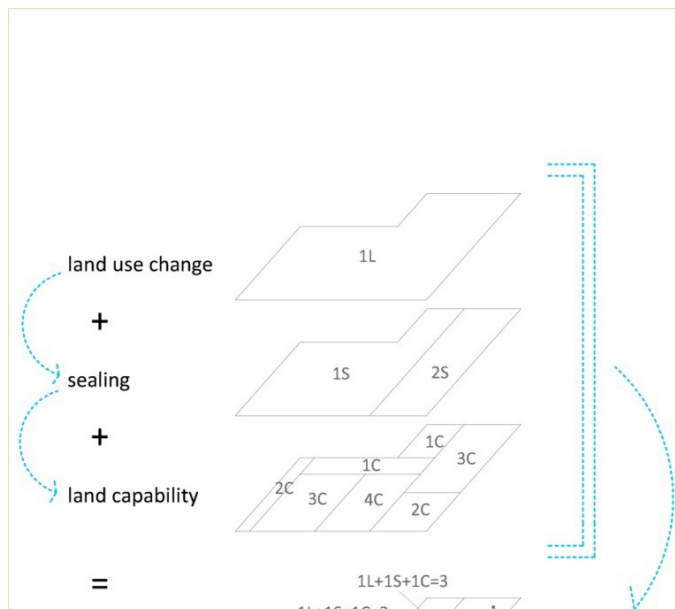 1L
land use change
+
1S
2S
sealing
+
1C
1C
3C
2C
3C
4C
2C
land capability
=
1L+1S+1C=3